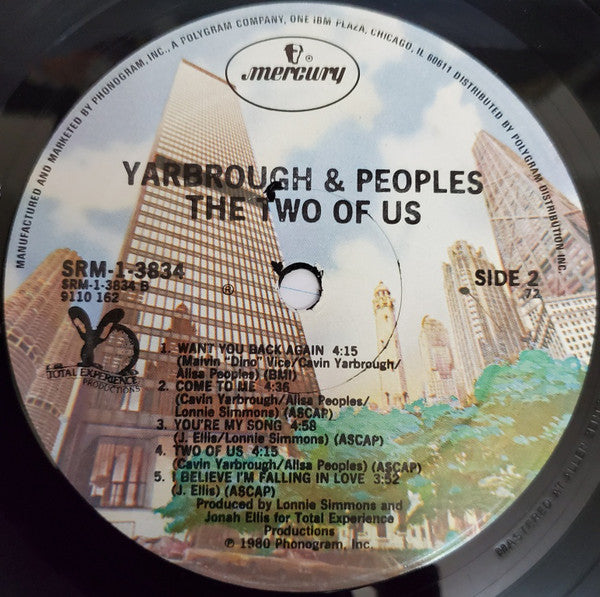 MANUFACTURED AND MARKETED BY PHONOGRAM, INC., A POLYGRAM COMPANY, ONE IBM PLAZA, CHICAGO, IL 60611 DISTRIBUTED BY POLYGRAM DISTRIBUTION INC.
® mercury
YARBROUGH & PEOPLES
THE TWO OF US
SRM-1-3834
SRM-1-3834 B
9110 162
℗
SIDE 2
72
TOTAL EXPERIENCE
PRODUCTIONS
1. WANT YOU BACK AGAIN 4:15
(Malvin "Dino" Vice/Cavin Yarbrough/
Alisa Peoples) (BMI)
2. COME TO ME 4:36
(Cavin Yarbrough/Alisa Peoples/
Lonnie Simmons) (ASCAP)
3. YOU'RE MY SONG 4:58
(J. Ellis/Lonnie Simmons) (ASCAP)
4. TWO OF US 4:15
(Cavin Yarbrough/Alisa Peoples) (ASCAP)
5. I BELIEVE I'M FALLING IN LOVE 3:52
(J. Ellis) (ASCAP)
Produced by Lonnie Simmons and
Jonah Ellis for Total Experience
Productions
℗ 1980 Phonogram, Inc.
MASTERED AT ALLEN